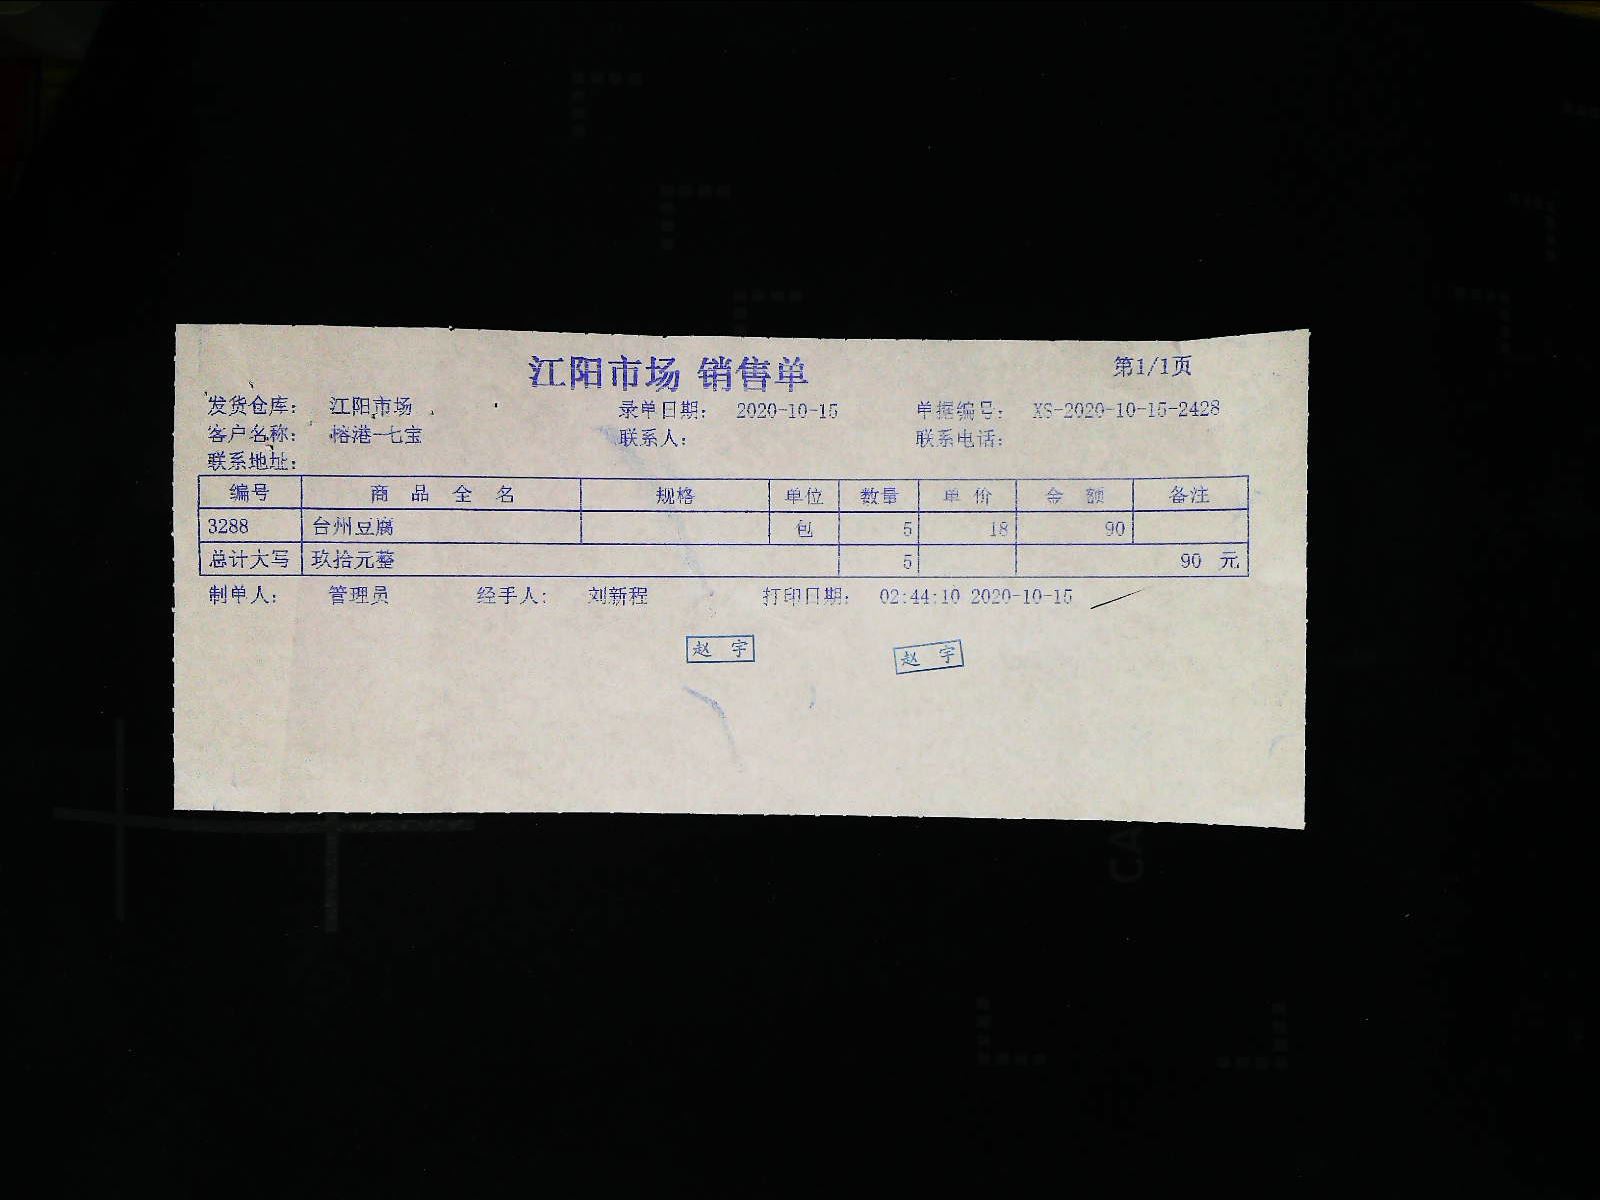 江阳市场 销售单 第1/1页
发货仓库: 江阳市场 录单日期: 2020-10-15 单据编号: XS-2020-10-15-2428
客户名称: 榕港-七宝 联系人: 联系电话:
联系地址:
编号 商 品 全 名 规格 单位 数量 单 价 金 额 备注
3288 台州豆腐 包 5 18 90
总计大写 玖拾元整 5 90 元
制单人: 管理员 经手人: 刘新程 打印日期: 02:44:10 2020-10-15
赵 宇 赵 宇
CA